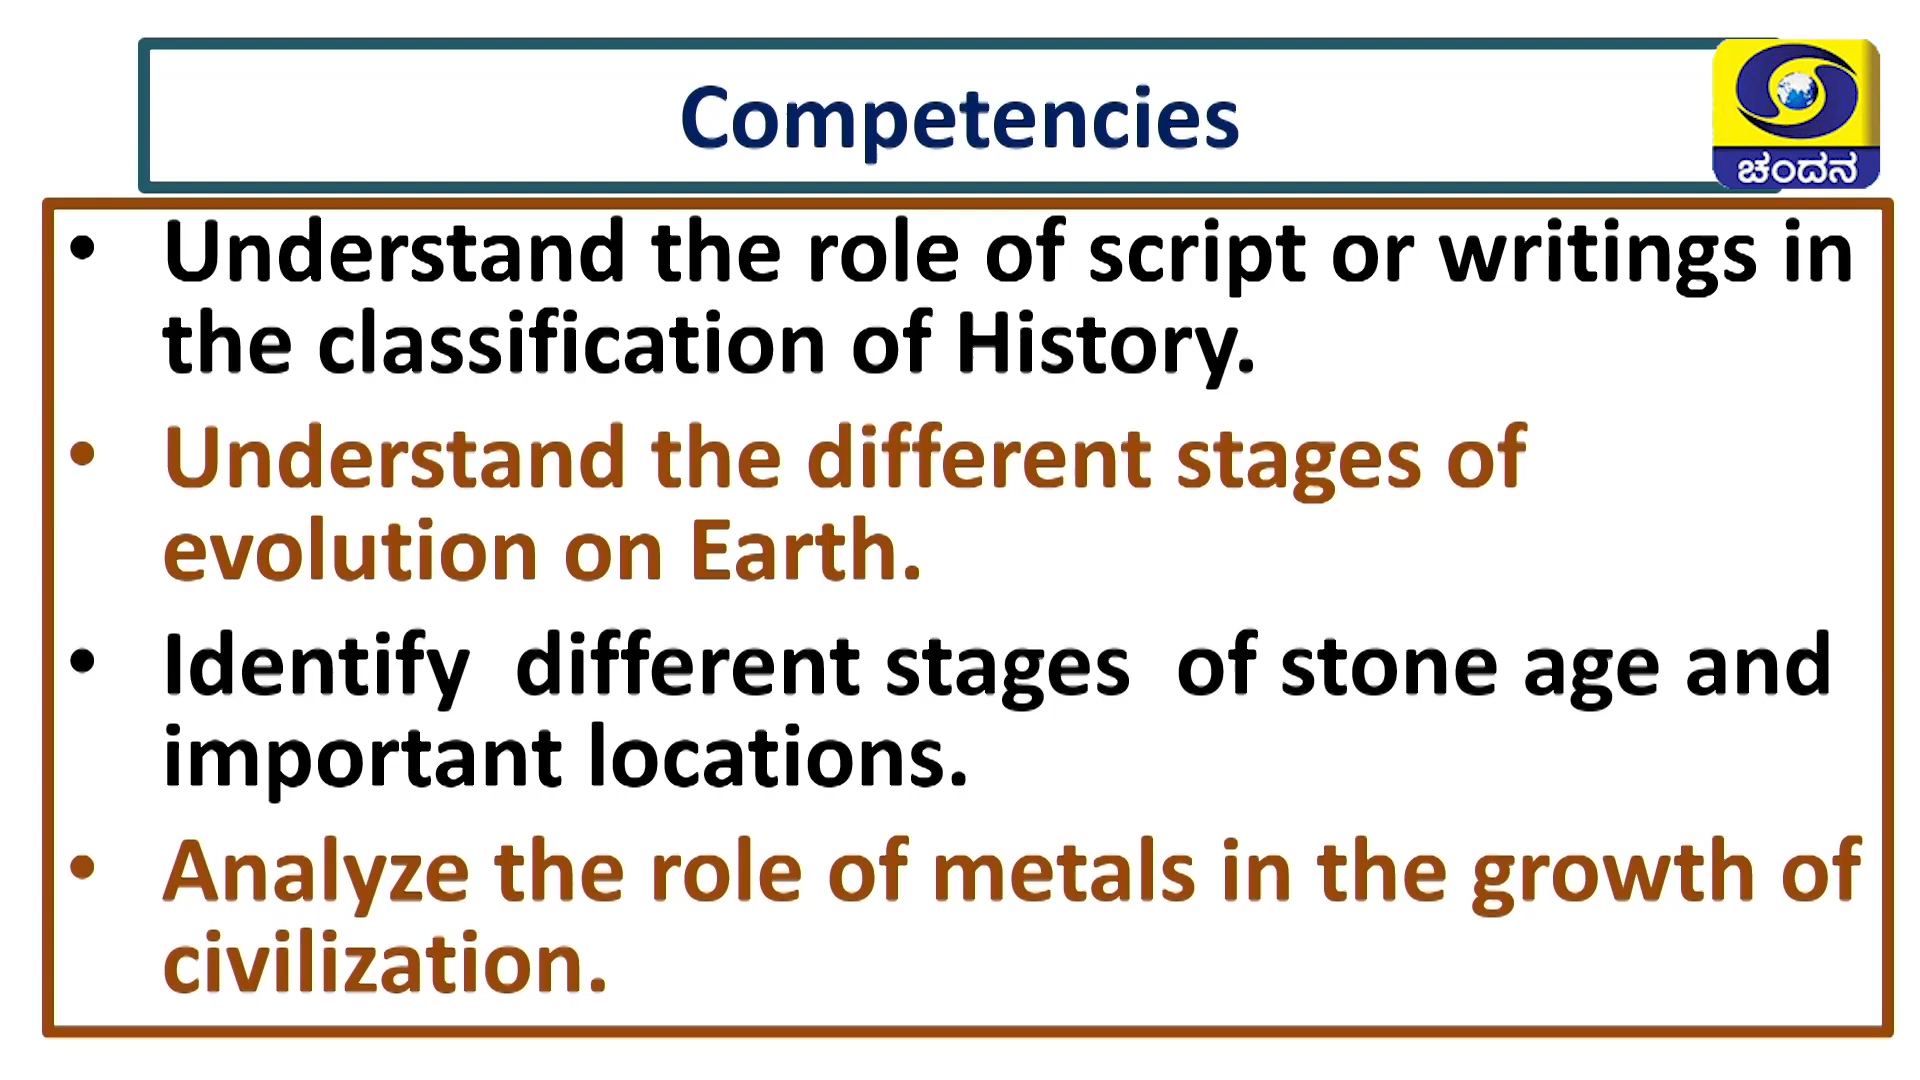 Competencies
ಚಂದನ
• Understand the role of script or writings in
the classification of History.
• Understand the different stages of
evolution on Earth.
• Identify  different stages  of stone age and
important locations.
• Analyze the role of metals in the growth of
civilization.